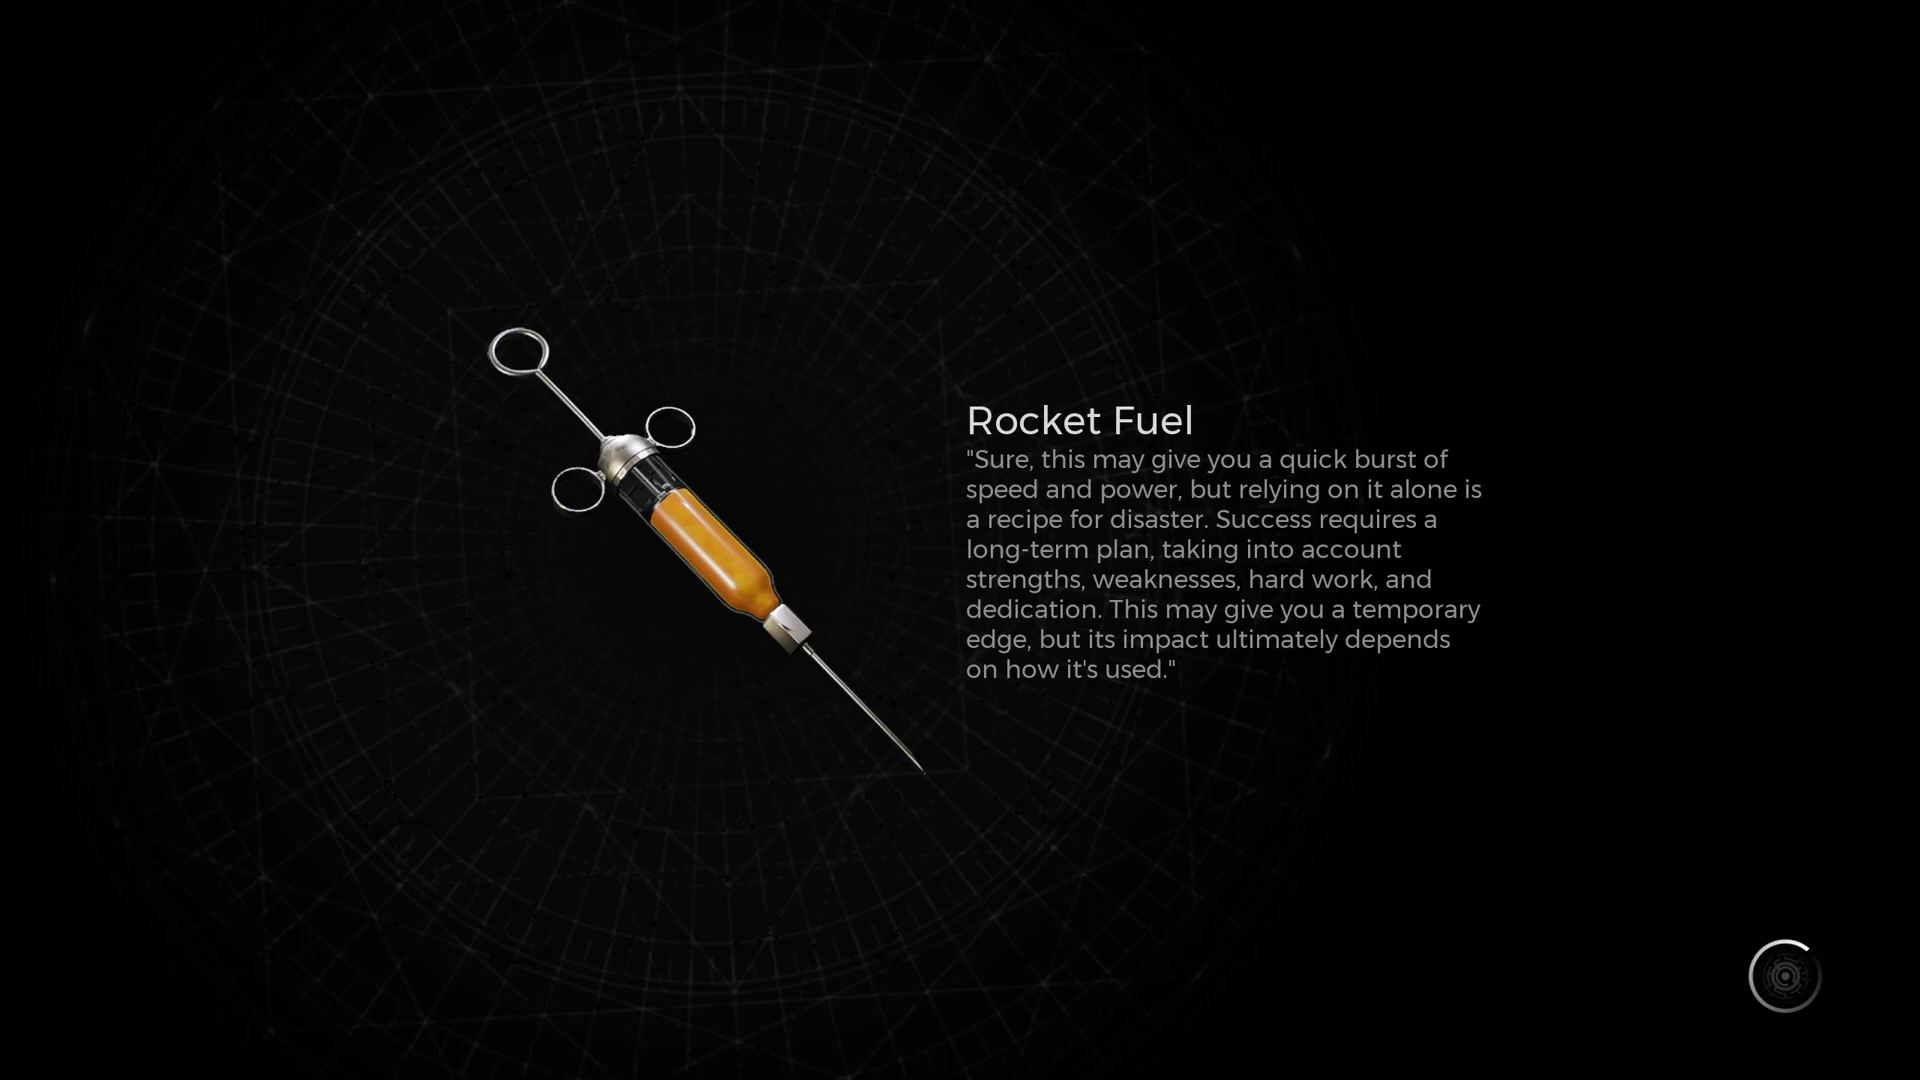 Rocket Fuel
"Sure, this may give you a quick burst of
speed and power, but relying on it alone is
a recipe for disaster. Success requires a
long-term plan, taking into account
strengths, weaknesses, hard work, and
dedication. This may give you a temporary
edge, but its impact ultimately depends
on how it's used."